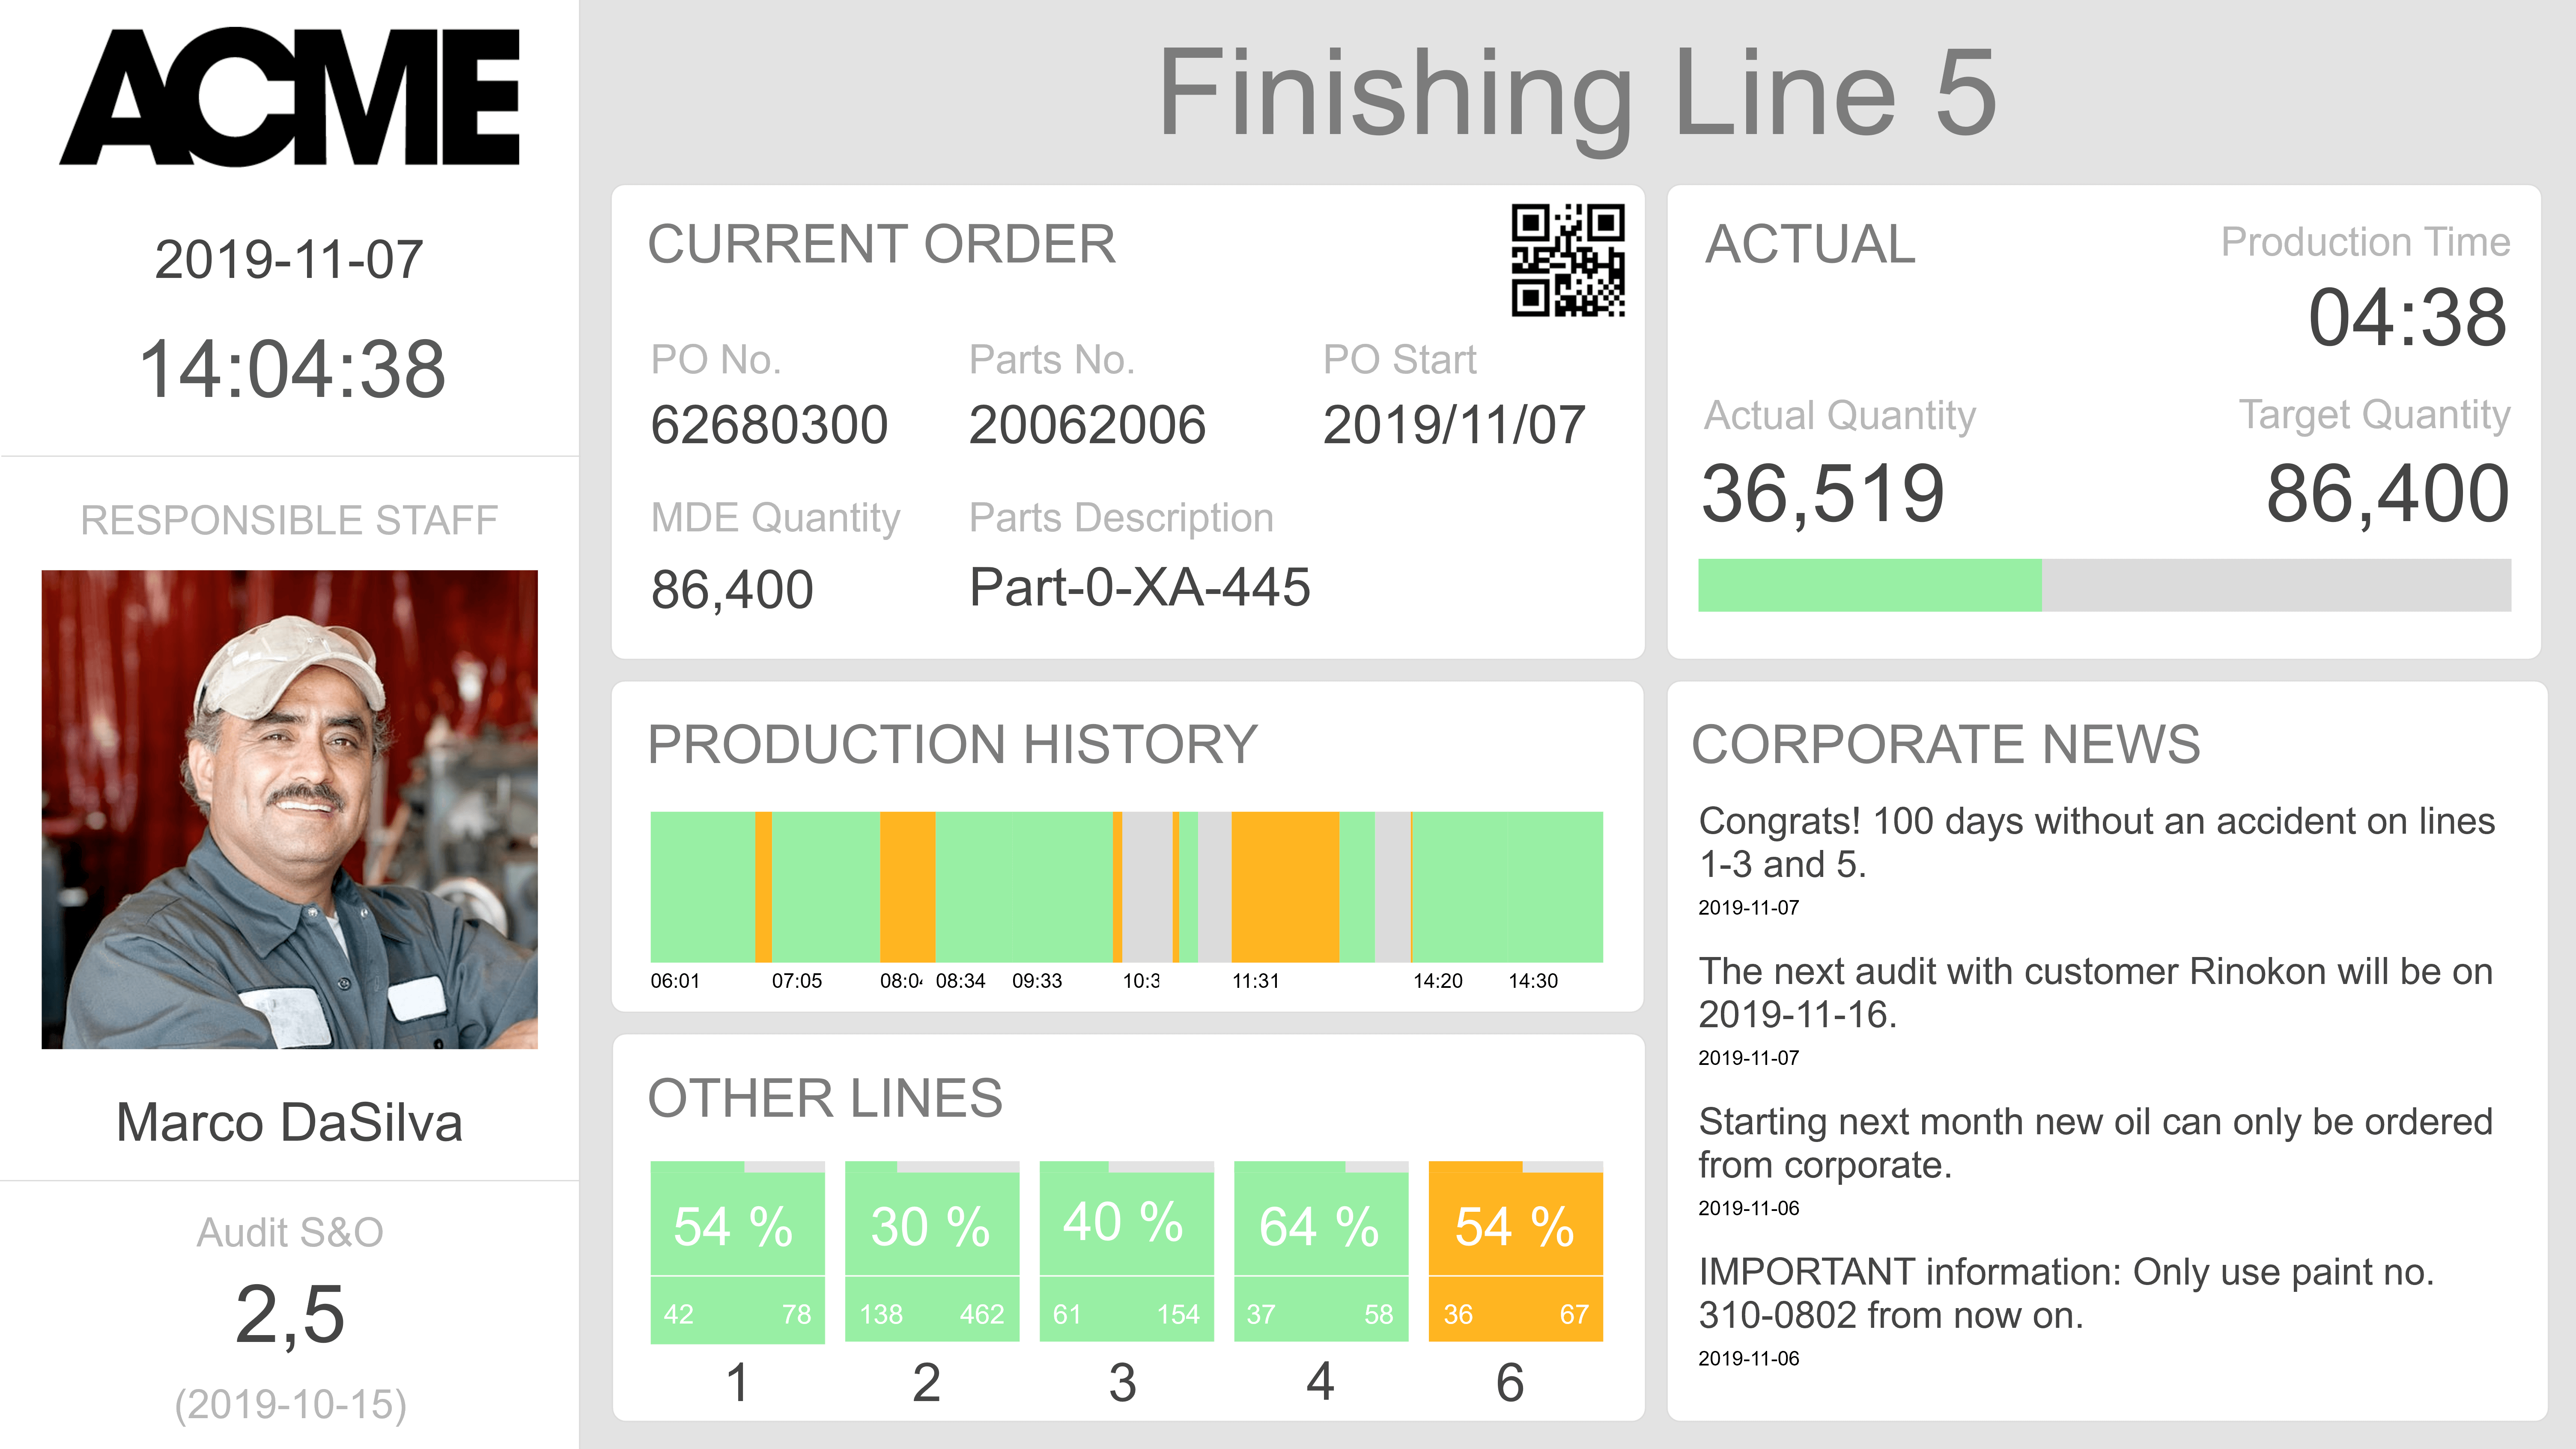 ACME
2019-11-07
14:04:38
RESPONSIBLE STAFF
Marco DaSilva
Audit S&O
2,5
(2019-10-15)
Finishing Line 5
CURRENT ORDER
PO No. Parts No. PO Start
62680300 20062006 2019/11/07
MDE Quantity Parts Description
86,400 Part-0-XA-445
ACTUAL
Production Time
04:38
Actual Quantity Target Quantity
36,519 86,400
PRODUCTION HISTORY
06:01 07:05 08:0 08:34 09:33 10:3 11:31 14:20 14:30
OTHER LINES
54 % 30 % 40 % 64 % 54 %
42 78 138 462 61 154 37 58 36 67
1 2 3 4 6
CORPORATE NEWS
Congrats! 100 days without an accident on lines
1-3 and 5.
2019-11-07
The next audit with customer Rinokon will be on
2019-11-16.
2019-11-07
Starting next month new oil can only be ordered
from corporate.
2019-11-06
IMPORTANT information: Only use paint no.
310-0802 from now on.
2019-11-06